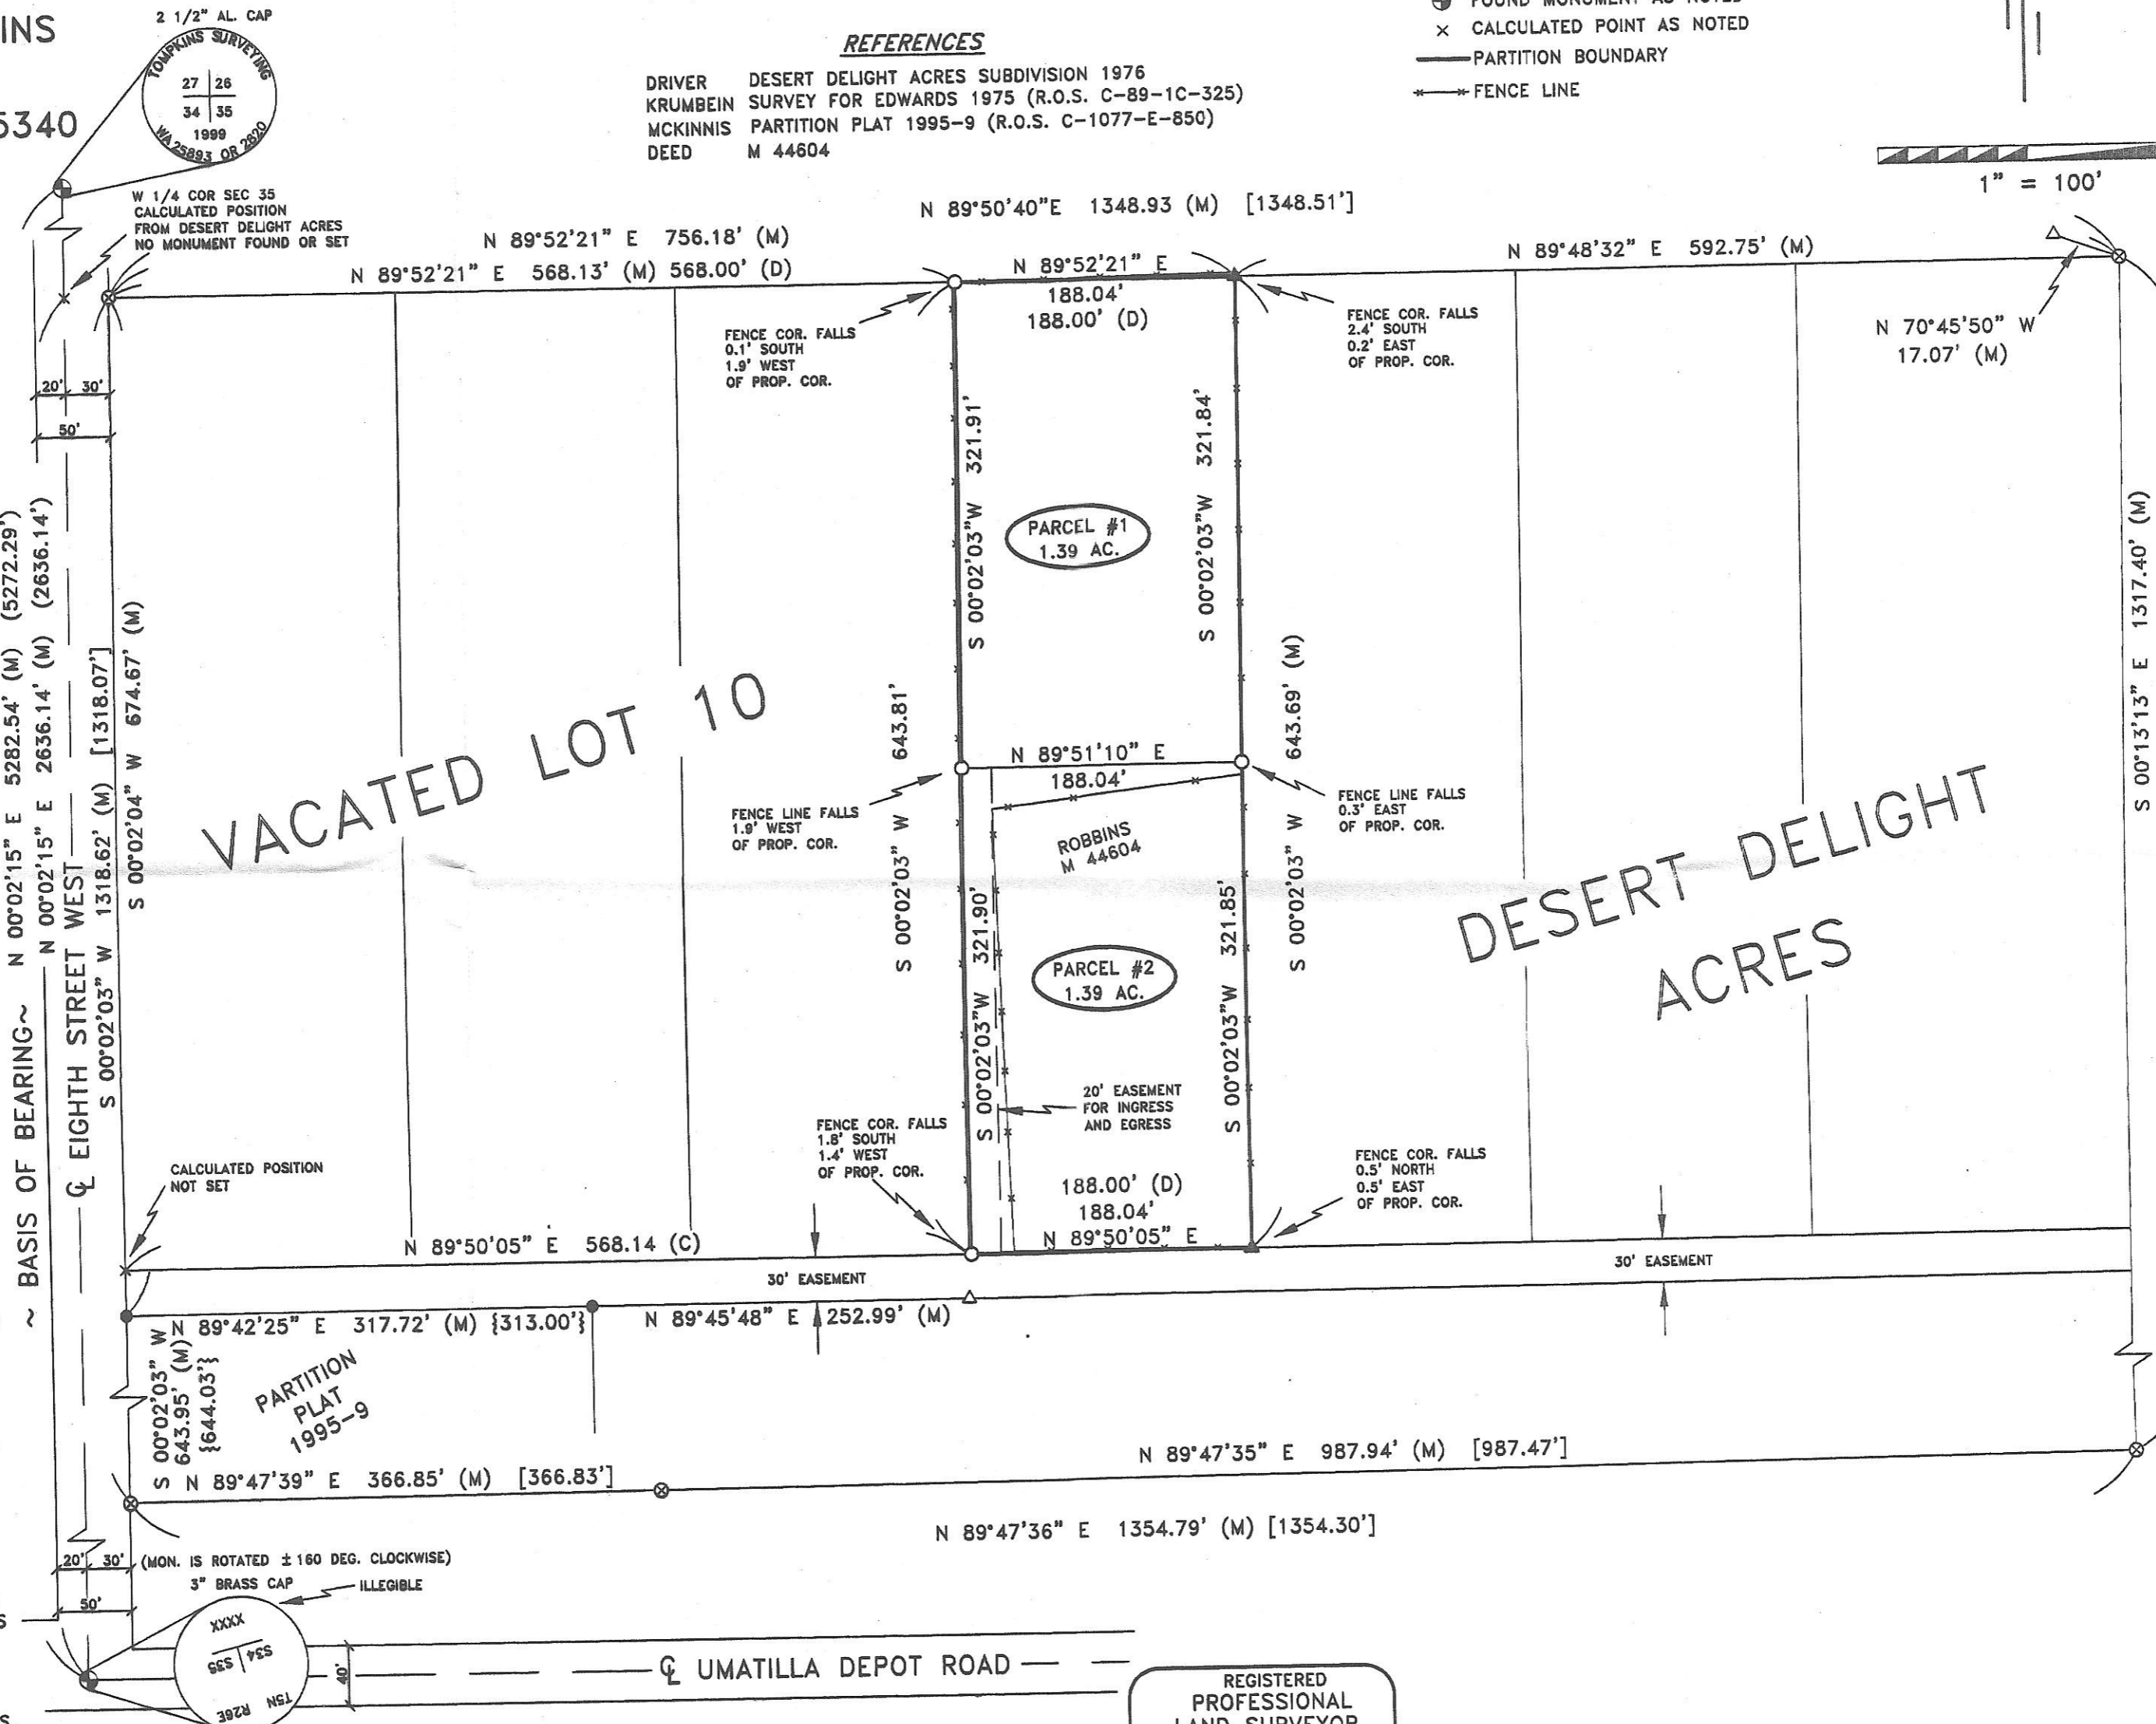 INS
5340
2 1/2" AL. CAP
TOMPKINS SURVEYING
27 26
34 35
1999
WA 25893 OR 2620
REFERENCES
DRIVER DESERT DELIGHT ACRES SUBDIVISION 1976
KRUMBEIN SURVEY FOR EDWARDS 1975 (R.O.S. C-89-1C-325)
MCKINNIS PARTITION PLAT 1995-9 (R.O.S. C-1077-E-850)
DEED M 44604
FOUND MONUMENT AS NOTED
× CALCULATED POINT AS NOTED
PARTITION BOUNDARY
FENCE LINE
1" = 100'
W 1/4 COR SEC 35
CALCULATED POSITION
FROM DESERT DELIGHT ACRES
NO MONUMENT FOUND OR SET
N 89°50'40"E 1348.93 (M) [1348.51']
N 89°52'21" E 756.18' (M)
N 89°52'21" E 568.13' (M) 568.00' (D)
N 89°52'21" E
188.04'
188.00' (D)
N 89°48'32" E 592.75' (M)
N 70°45'50" W
17.07' (M)
FENCE COR. FALLS
0.1' SOUTH
1.9' WEST
OF PROP. COR.
FENCE COR. FALLS
2.4' SOUTH
0.2' EAST
OF PROP. COR.
20' 30'
50'
~ BASIS OF BEARING~ N 00°02'15" E 5282.54' (M) (5272.29')
N 00°02'15" E 2636.14' (M) (2636.14')
℄ EIGHTH STREET WEST
S 00°02'03" W 1318.62' (M) [1318.07']
S 00°02'04" W 674.67' (M)
VACATED LOT 10
S 00°02'03" W 643.81'
S 00°02'03"W 321.91'
S 00°02'03"W 321.84'
PARCEL #1
1.39 AC.
S 00°02'03" W 643.69' (M)
S 00°13'13" E 1317.40' (M)
N 89°51'10" E
188.04'
FENCE LINE FALLS
1.9' WEST
OF PROP. COR.
FENCE LINE FALLS
0.3' EAST
OF PROP. COR.
ROBBINS
M 44604
DESERT DELIGHT
ACRES
S 00°02'03"W 321.90'
S 00°02'03"W 321.85'
PARCEL #2
1.39 AC.
20' EASEMENT
FOR INGRESS
AND EGRESS
FENCE COR. FALLS
1.8' SOUTH
1.4' WEST
OF PROP. COR.
FENCE COR. FALLS
0.5' NORTH
0.5' EAST
OF PROP. COR.
CALCULATED POSITION
NOT SET
188.00' (D)
188.04'
N 89°50'05" E
N 89°50'05" E 568.14 (C)
30' EASEMENT
30' EASEMENT
N 89°42'25" E 317.72' (M) {313.00'}
N 89°45'48" E 252.99' (M)
S 00°02'03" W
643.95' (M)
{644.03'}
PARTITION
PLAT
1995-9
N 89°47'35" E 987.94' (M) [987.47']
N 89°47'39" E 366.85' (M) [366.83']
N 89°47'36" E 1354.79' (M) [1354.30']
20' 30'
50'
(MON. IS ROTATED ± 160 DEG. CLOCKWISE)
3" BRASS CAP
ILLEGIBLE
XXXX
S34 S35
T5N R26E
40'
℄ UMATILLA DEPOT ROAD
REGISTERED
PROFESSIONAL
LAND SURVEYOR